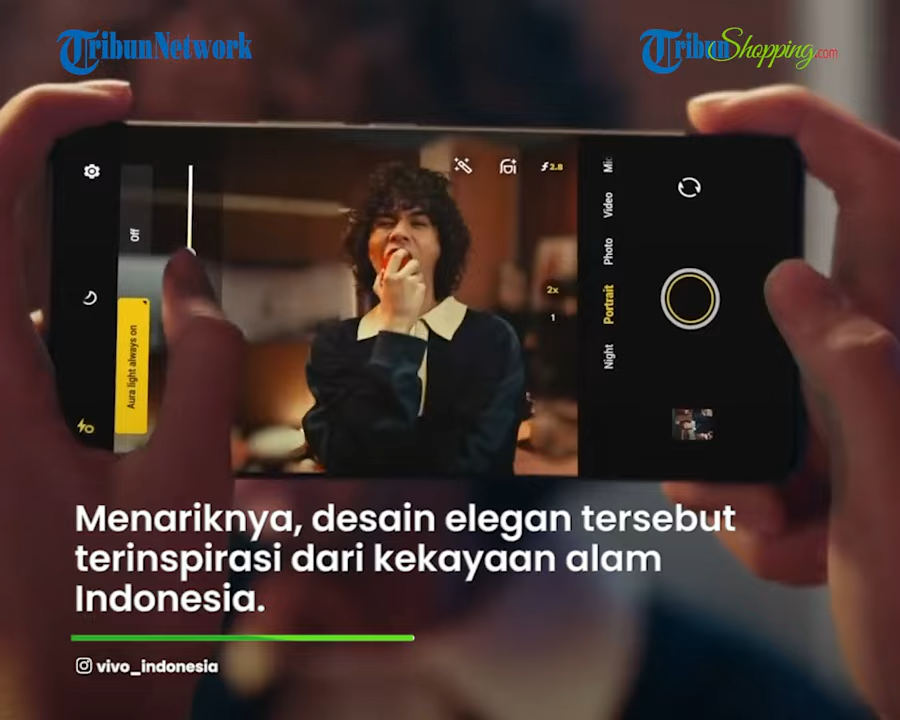 TribunNetwork
TribunShopping.com
Off
Aura light always on
2.8
2x
1
Video
Photo
Portrait
Night
Menariknya, desain elegan tersebut
terinspirasi dari kekayaan alam
Indonesia.
vivo_indonesia